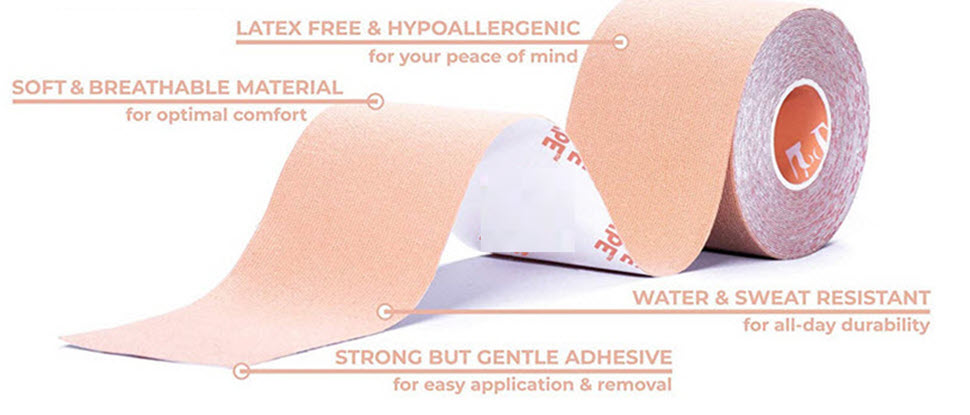 LATEX FREE & HYPOALLERGENIC
for your peace of mind
SOFT & BREATHABLE MATERIAL
for optimal comfort
WATER & SWEAT RESISTANT
for all-day durability
STRONG BUT GENTLE ADHESIVE
for easy application & removal